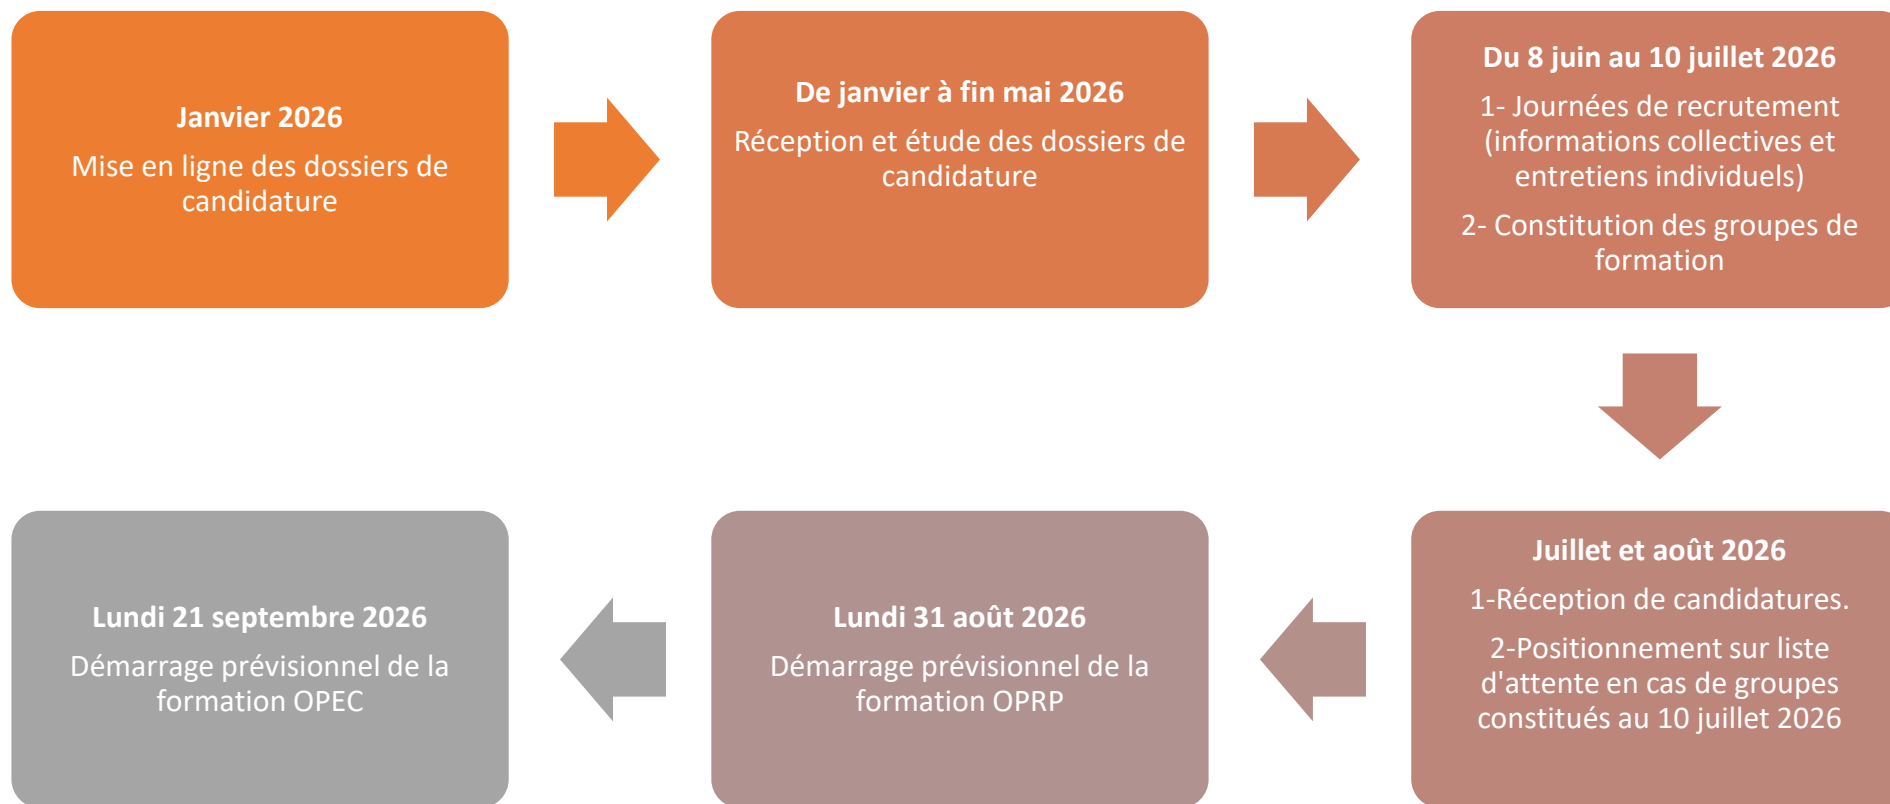 Janvier 2026
Mise en ligne des dossiers de
candidature
De janvier à fin mai 2026
Réception et étude des dossiers de
candidature
Du 8 juin au 10 juillet 2026
1- Journées de recrutement
(informations collectives et
entretiens individuels)
2- Constitution des groupes de
formation
Juillet et août 2026
1-Réception de candidatures.
2-Positionnement sur liste
d'attente en cas de groupes
constitués au 10 juillet 2026
Lundi 31 août 2026
Démarrage prévisionnel de la
formation OPRP
Lundi 21 septembre 2026
Démarrage prévisionnel de la
formation OPEC